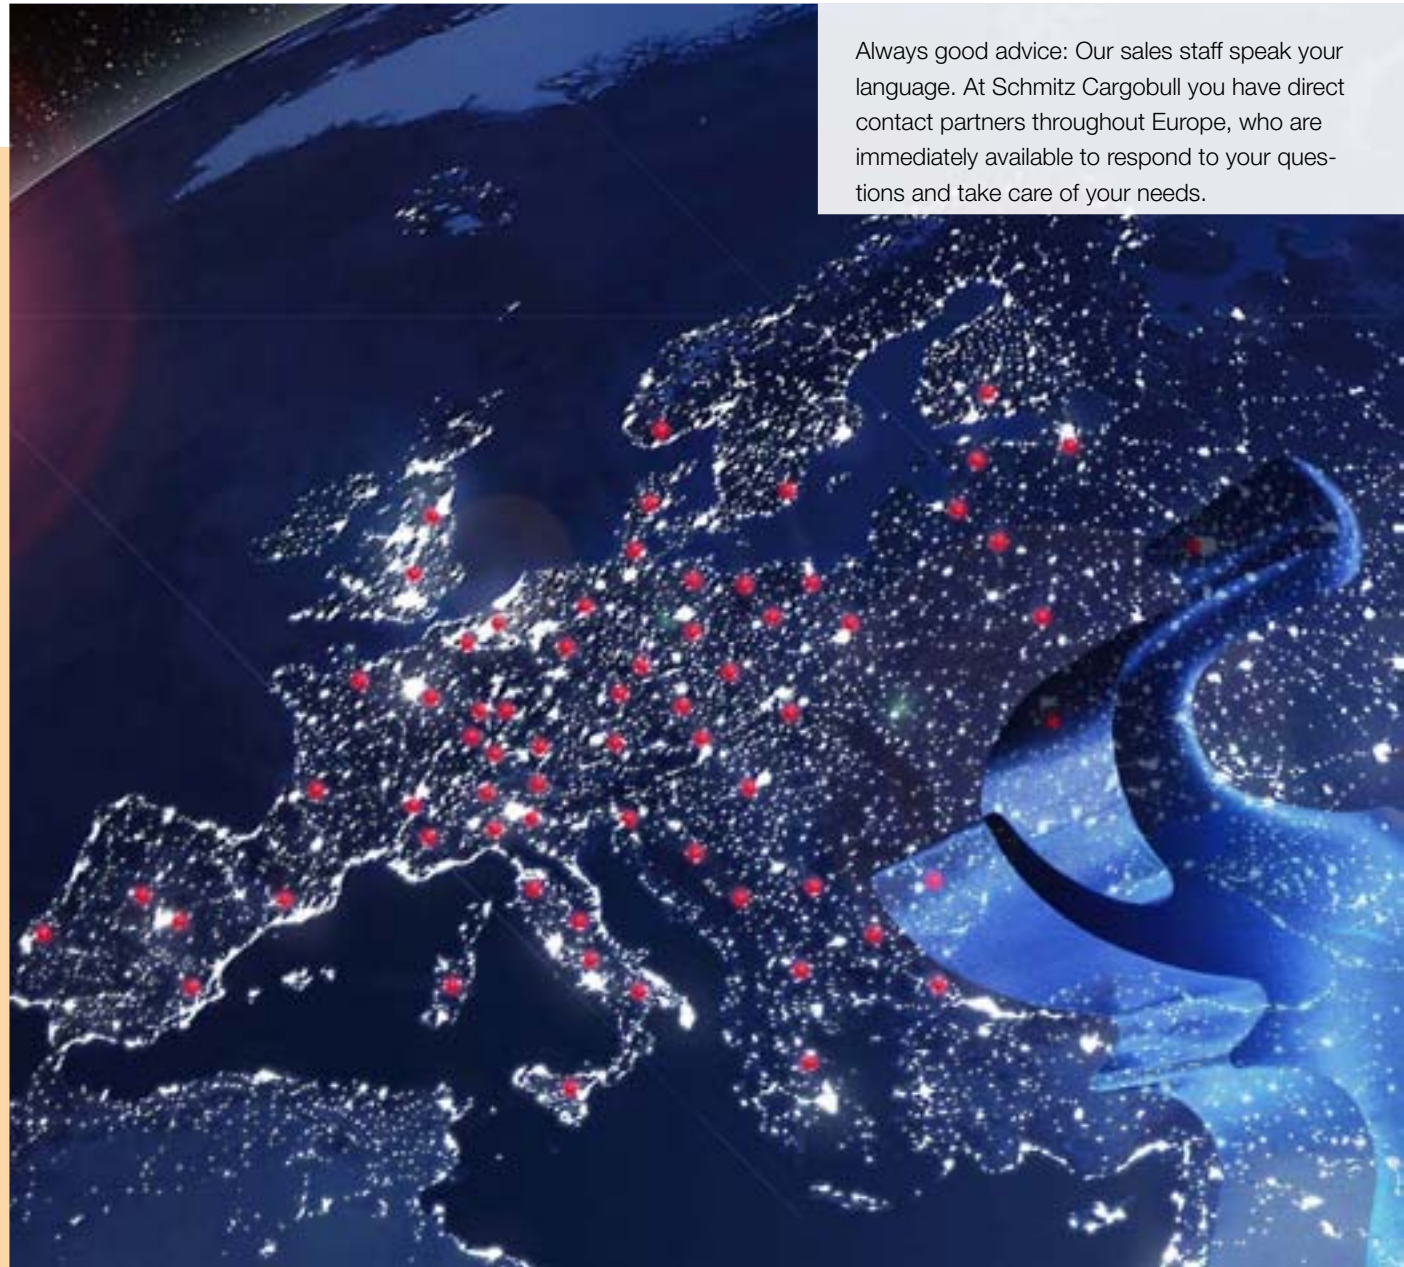 Always good advice: Our sales staff speak your
language. At Schmitz Cargobull you have direct
contact partners throughout Europe, who are
immediately available to respond to your ques-
tions and take care of your needs.